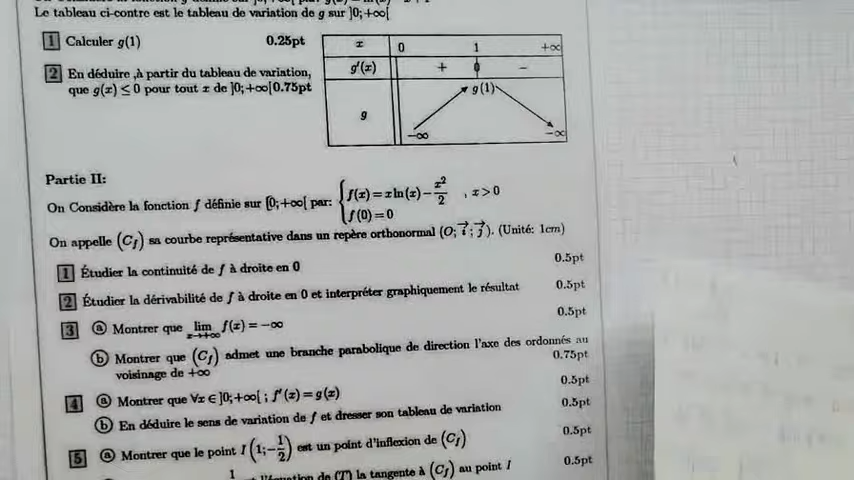 Le tableau ci-contre est le tableau de variation de g sur ]0;+∞[
1 Calculer g(1) 0.25pt
2 En déduire ,à partir du tableau de variation,
que g(x) ≤ 0 pour tout x de ]0;+∞[ 0.75pt
x 0 1 +∞
g'(x) + 0 −
g −∞ g(1) −∞
Partie II:
On Considère la fonction f définie sur [0;+∞[ par: { f(x) = x ln(x) − x²/2 , x > 0
f(0) = 0
On appelle (Cf) sa courbe représentative dans un repère orthonormal (O; i⃗; j⃗). (Unité: 1cm)
1 Étudier la continuité de f à droite en 0 0.5pt
2 Étudier la dérivabilité de f à droite en 0 et interpréter graphiquement le résultat 0.5pt
3 a Montrer que lim x→+∞ f(x) = −∞ 0.5pt
b Montrer que (Cf) admet une branche parabolique de direction l'axe des ordonnés au
voisinage de +∞ 0.75pt
4 a Montrer que ∀x ∈ ]0;+∞[ ; f'(x) = g(x) 0.5pt
b En déduire le sens de variation de f et dresser son tableau de variation 0.5pt
5 a Montrer que le point I(1; −1/2) est un point d'inflexion de (Cf) 0.5pt
l'équation de (T) la tangente à (Cf) au point I 0.5pt